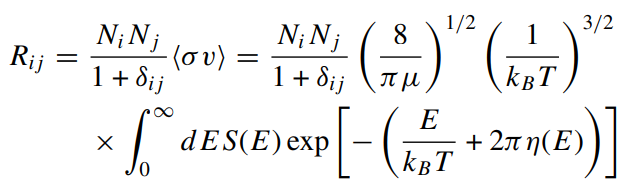 R_{ij} = \frac{N_i N_j}{1 + \delta_{ij}} \langle \sigma v \rangle = \frac{N_i N_j}{1 + \delta_{ij}} \left( \frac{8}{\pi \mu} \right)^{1/2} \left( \frac{1}{k_B T} \right)^{3/2}
\times \int_0^\infty dE S(E) \exp \left[ - \left( \frac{E}{k_B T} + 2\pi \eta(E) \right) \right]